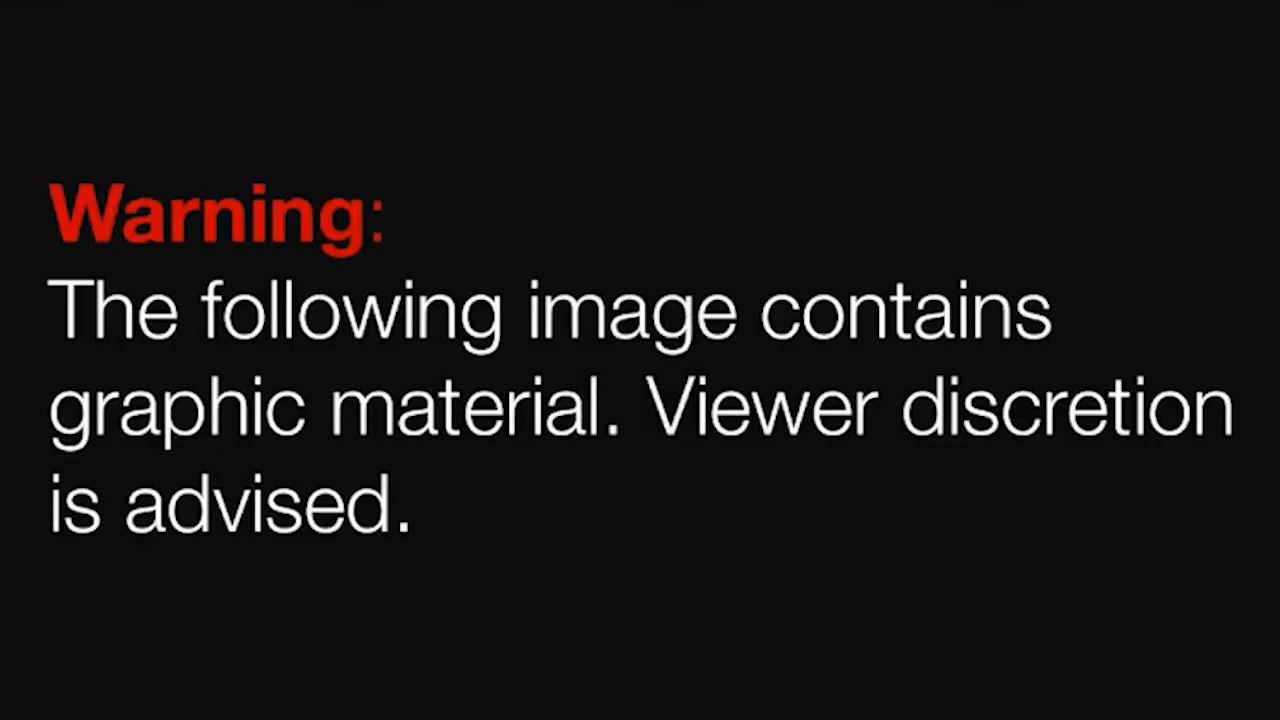 Warning:
The following image contains
graphic material. Viewer discretion
is advised.